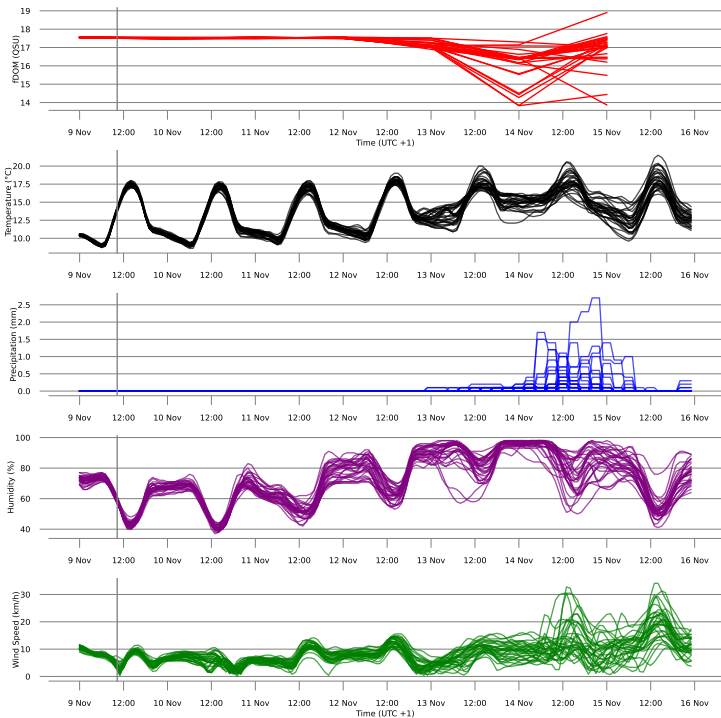 19
18
17
16
15
14
fDOM (QSU)
9 Nov 12:00 10 Nov 12:00 11 Nov 12:00 12 Nov 12:00 13 Nov 12:00 14 Nov 12:00 15 Nov 12:00 16 Nov
Time (UTC +1)
20.0
17.5
15.0
12.5
10.0
Temperature (°C)
9 Nov 12:00 10 Nov 12:00 11 Nov 12:00 12 Nov 12:00 13 Nov 12:00 14 Nov 12:00 15 Nov 12:00 16 Nov
2.5
2.0
1.5
1.0
0.5
0.0
Precipitation (mm)
9 Nov 12:00 10 Nov 12:00 11 Nov 12:00 12 Nov 12:00 13 Nov 12:00 14 Nov 12:00 15 Nov 12:00 16 Nov
100
80
60
40
Humidity (%)
9 Nov 12:00 10 Nov 12:00 11 Nov 12:00 12 Nov 12:00 13 Nov 12:00 14 Nov 12:00 15 Nov 12:00 16 Nov
30
20
10
0
Wind Speed (km/h)
9 Nov 12:00 10 Nov 12:00 11 Nov 12:00 12 Nov 12:00 13 Nov 12:00 14 Nov 12:00 15 Nov 12:00 16 Nov
Time (UTC +1)